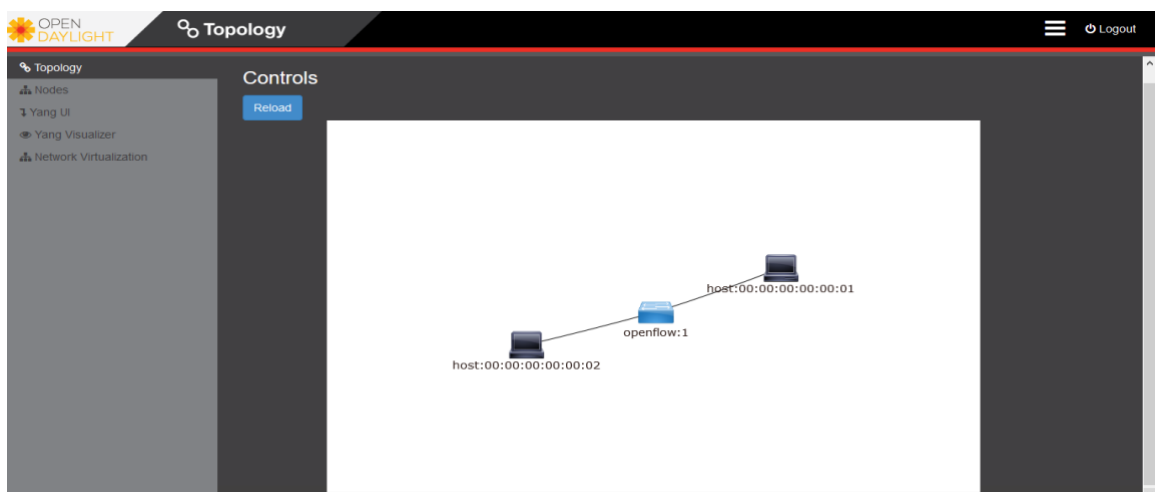 OPEN
DAYLIGHT
Topology
Logout
Topology
Nodes
Yang UI
Yang Visualizer
Network Virtualization
Controls
Reload
host:00:00:00:00:00:01
openflow:1
host:00:00:00:00:00:02